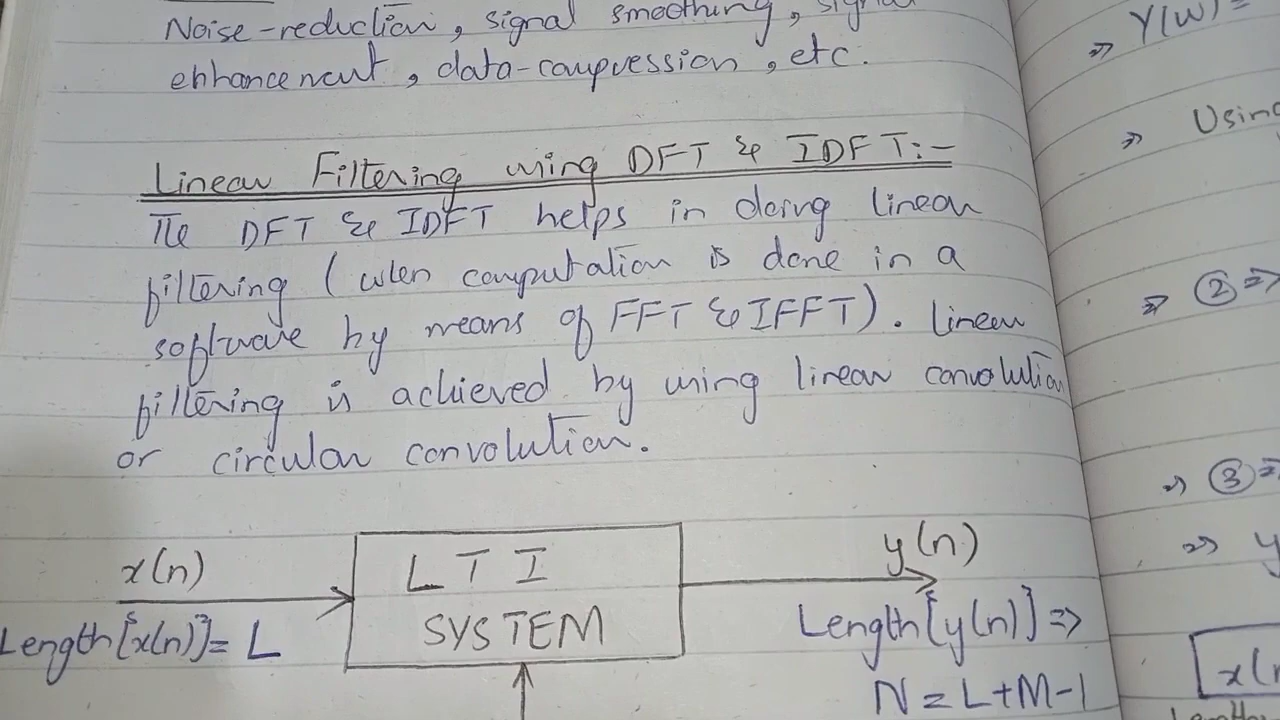 Noise-reduction, signal smoothing, signal
enhancement, data-compression, etc.
Linear Filtering using DFT & IDFT:-
The DFT & IDFT helps in doing linear
filtering (when computation is done in a
software by means of FFT & IFFT). linear
filtering is achieved by using linear convolution
or circular convolution.
x(n)
Length[x(n)]= L
LTI
SYSTEM
y(n)
Length[y(n)] =>
N = L+M-1
=> Y(w) =
=> Using
=> ② =>
=> ③ =>
=> y
x(n